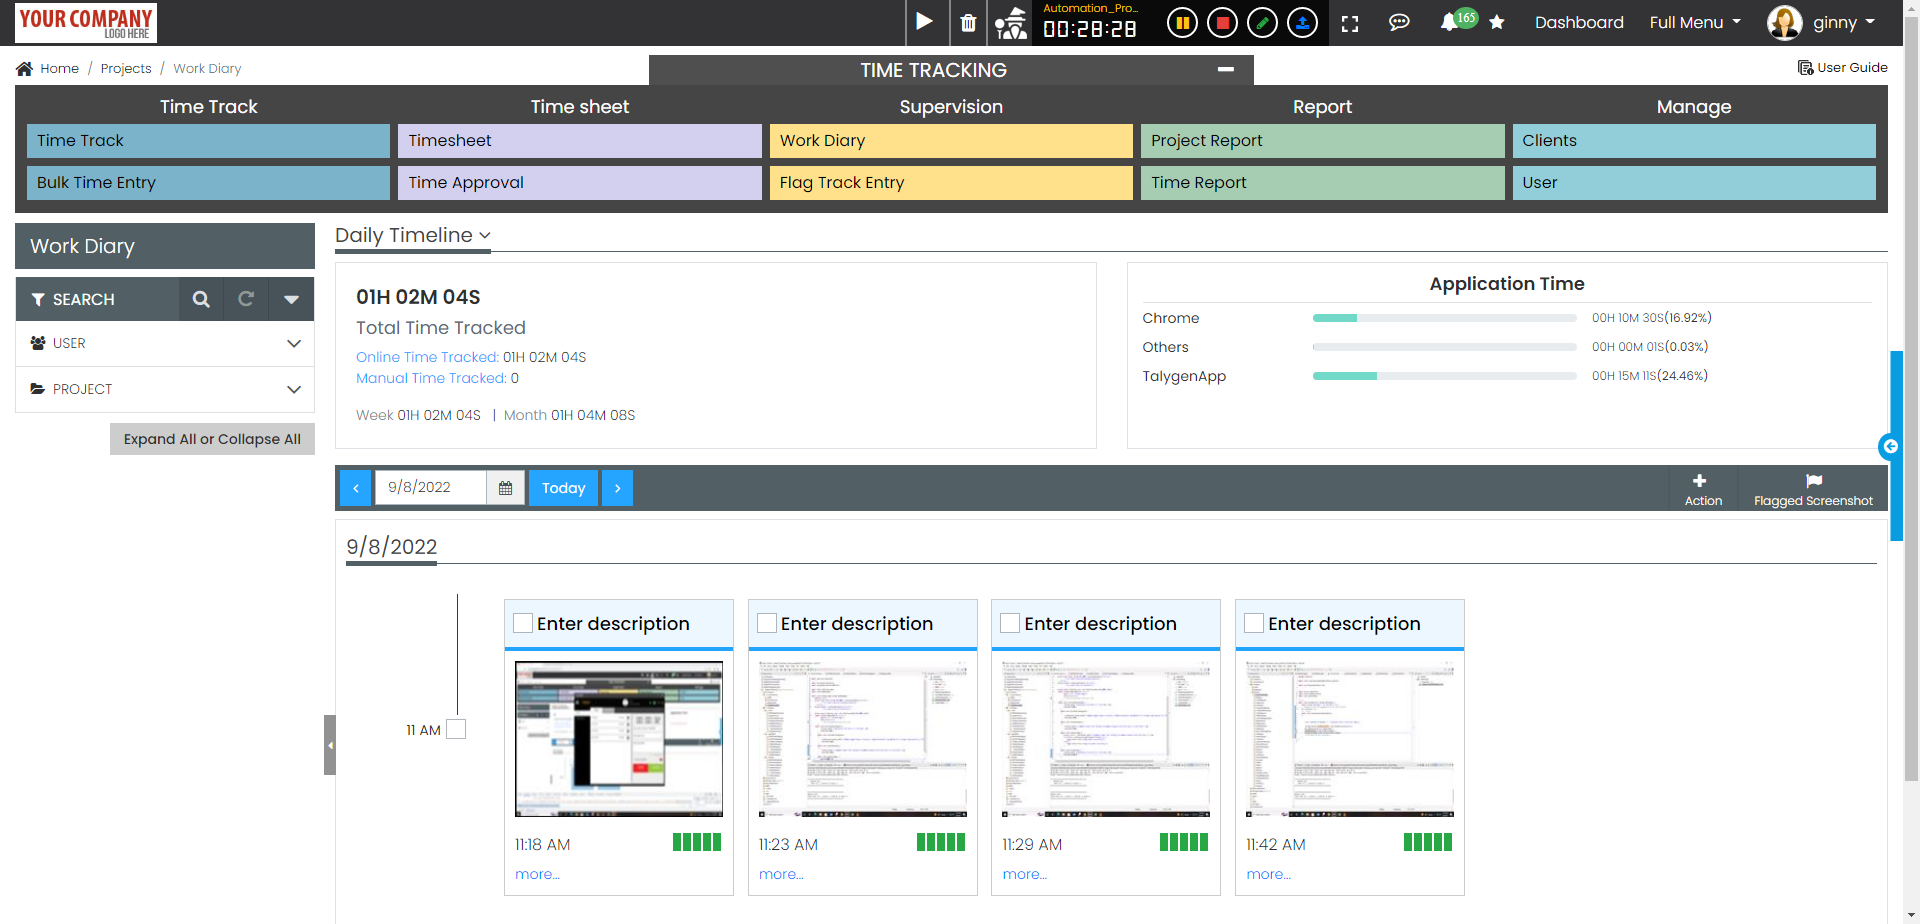 YOUR COMPANY
LOGO HERE
Automation_Pro...
00:28:28
165
Dashboard
Full Menu
ginny
Home / Projects / Work Diary
TIME TRACKING
User Guide
Time Track
Time sheet
Supervision
Report
Manage
Time Track
Timesheet
Work Diary
Project Report
Clients
Bulk Time Entry
Time Approval
Flag Track Entry
Time Report
User
Work Diary
SEARCH
USER
PROJECT
Expand All or Collapse All
Daily Timeline
01H 02M 04S
Total Time Tracked
Online Time Tracked: 01H 02M 04S
Manual Time Tracked: 0
Week 01H 02M 04S | Month 01H 04M 08S
Application Time
Chrome 00H 10M 30S(16.92%)
Others 00H 00M 01S(0.03%)
TalygenApp 00H 15M 11S(24.46%)
9/8/2022
Today
Action
Flagged Screenshot
9/8/2022
11 AM
Enter description
11:18 AM
more...
Enter description
11:23 AM
more...
Enter description
11:29 AM
more...
Enter description
11:42 AM
more...